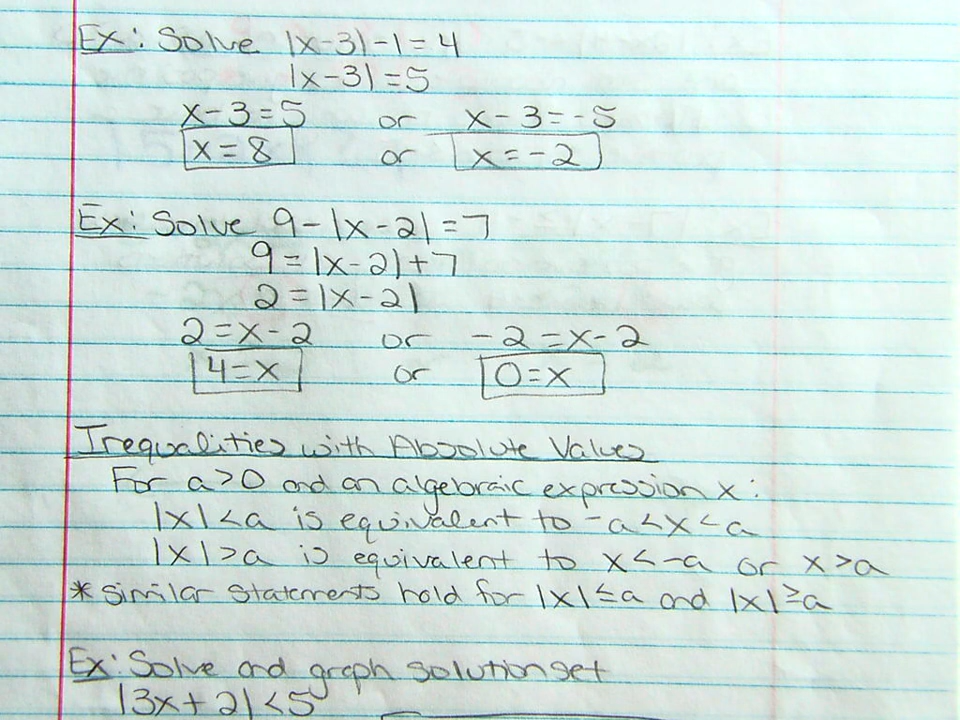 Ex: Solve |x-3|-1=4
|x-3|=5
x-3=5 or x-3=-5
x=8 or x=-2
Ex: Solve 9-|x-2|=7
9=|x-2|+7
2=|x-2|
2=x-2 or -2=x-2
4=x or 0=x
Inequalities with Absolute Values
For a>0 and an algebraic expression x:
|x|<a is equivalent to -a<x<a
|x|>a is equivalent to x<-a or x>a
*similar statements hold for |x|≤a and |x|≥a
Ex: Solve and graph solution set
|3x+2|<5